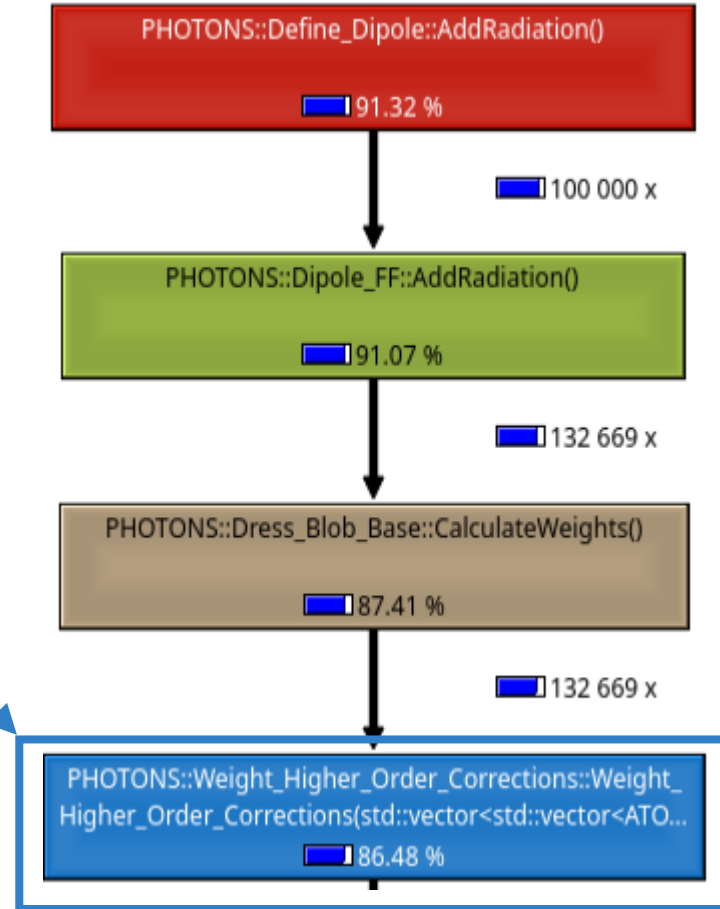 PHOTONS::Define_Dipole::AddRadiation()
91.32 %
100 000 x
PHOTONS::Dipole_FF::AddRadiation()
91.07 %
132 669 x
PHOTONS::Dress_Blob_Base::CalculateWeights()
87.41 %
132 669 x
PHOTONS::Weight_Higher_Order_Corrections::Weight_
Higher_Order_Corrections(std::vector<std::vector<ATO...
86.48 %